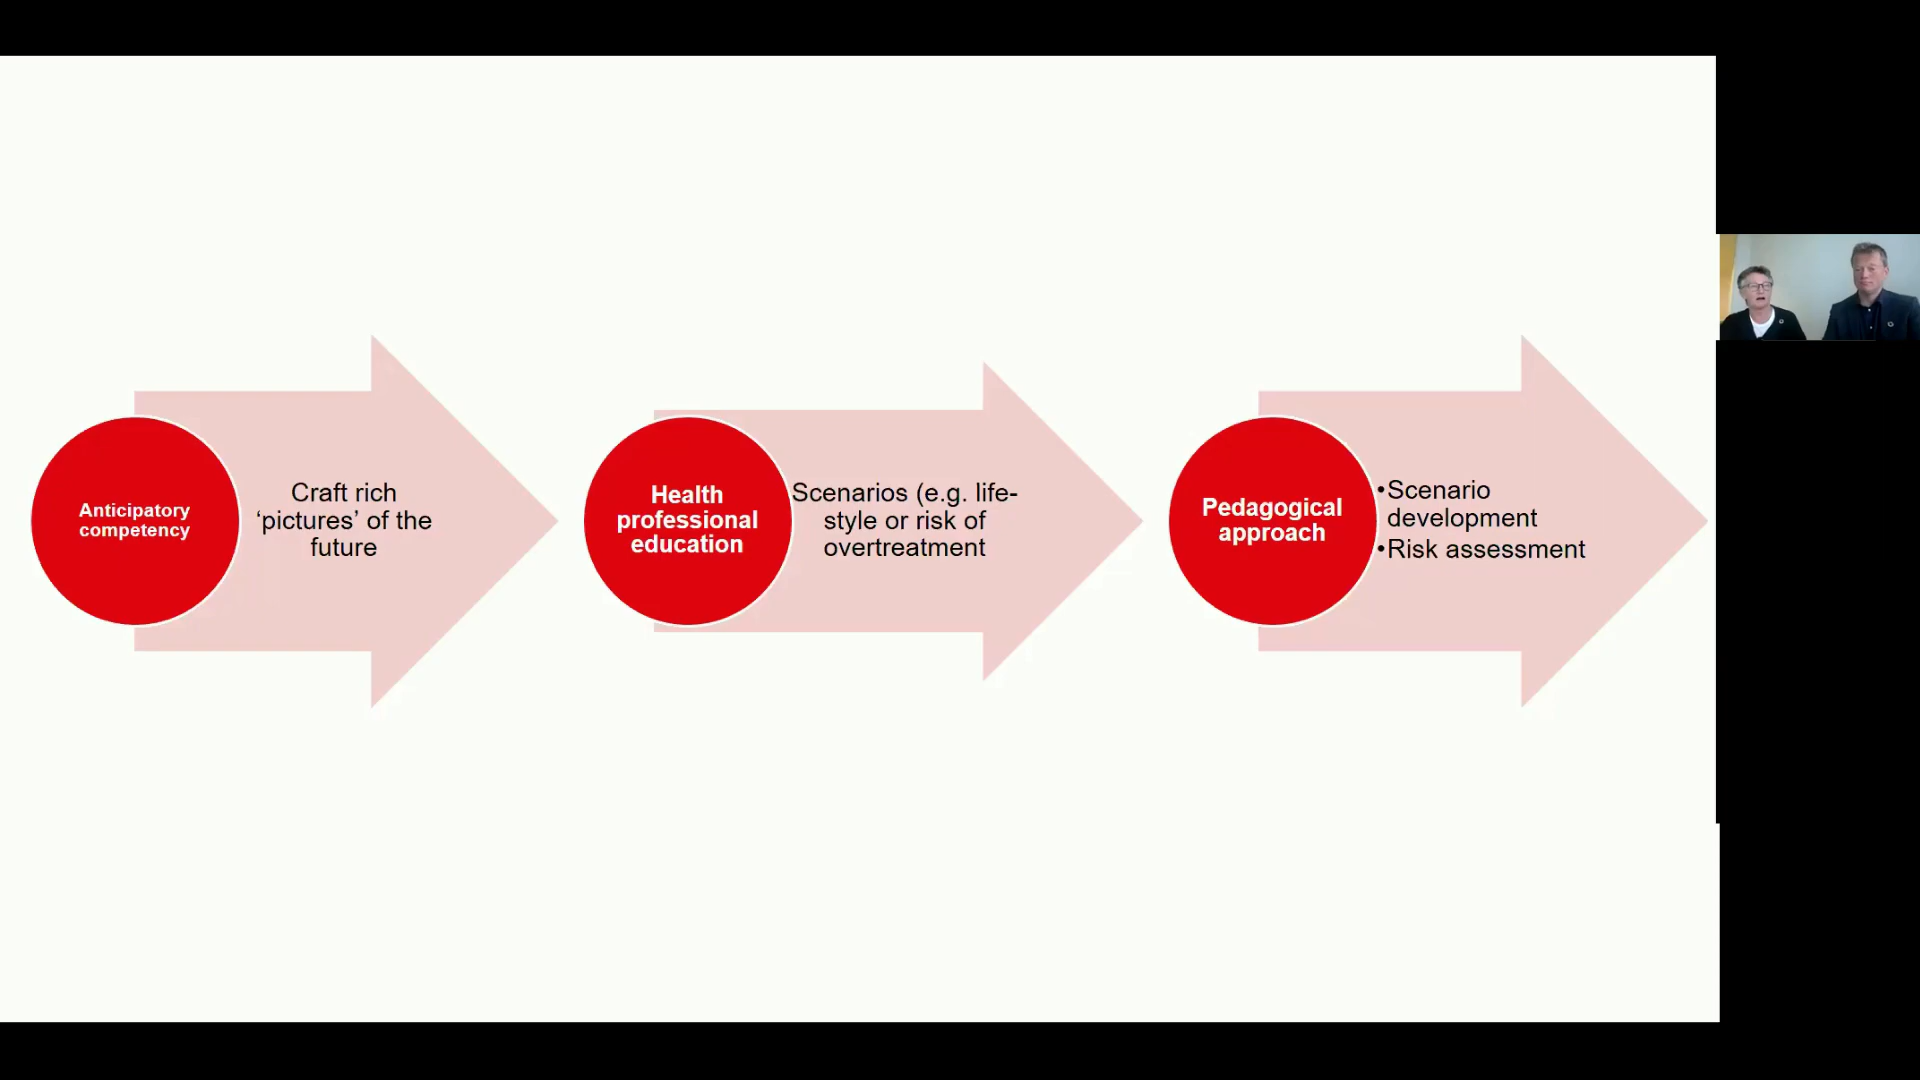 Anticipatory
competency
Craft rich
‘pictures’ of the
future
Health
professional
education
Scenarios (e.g. life-
style or risk of
overtreatment
Pedagogical
approach
•Scenario
development
•Risk assessment